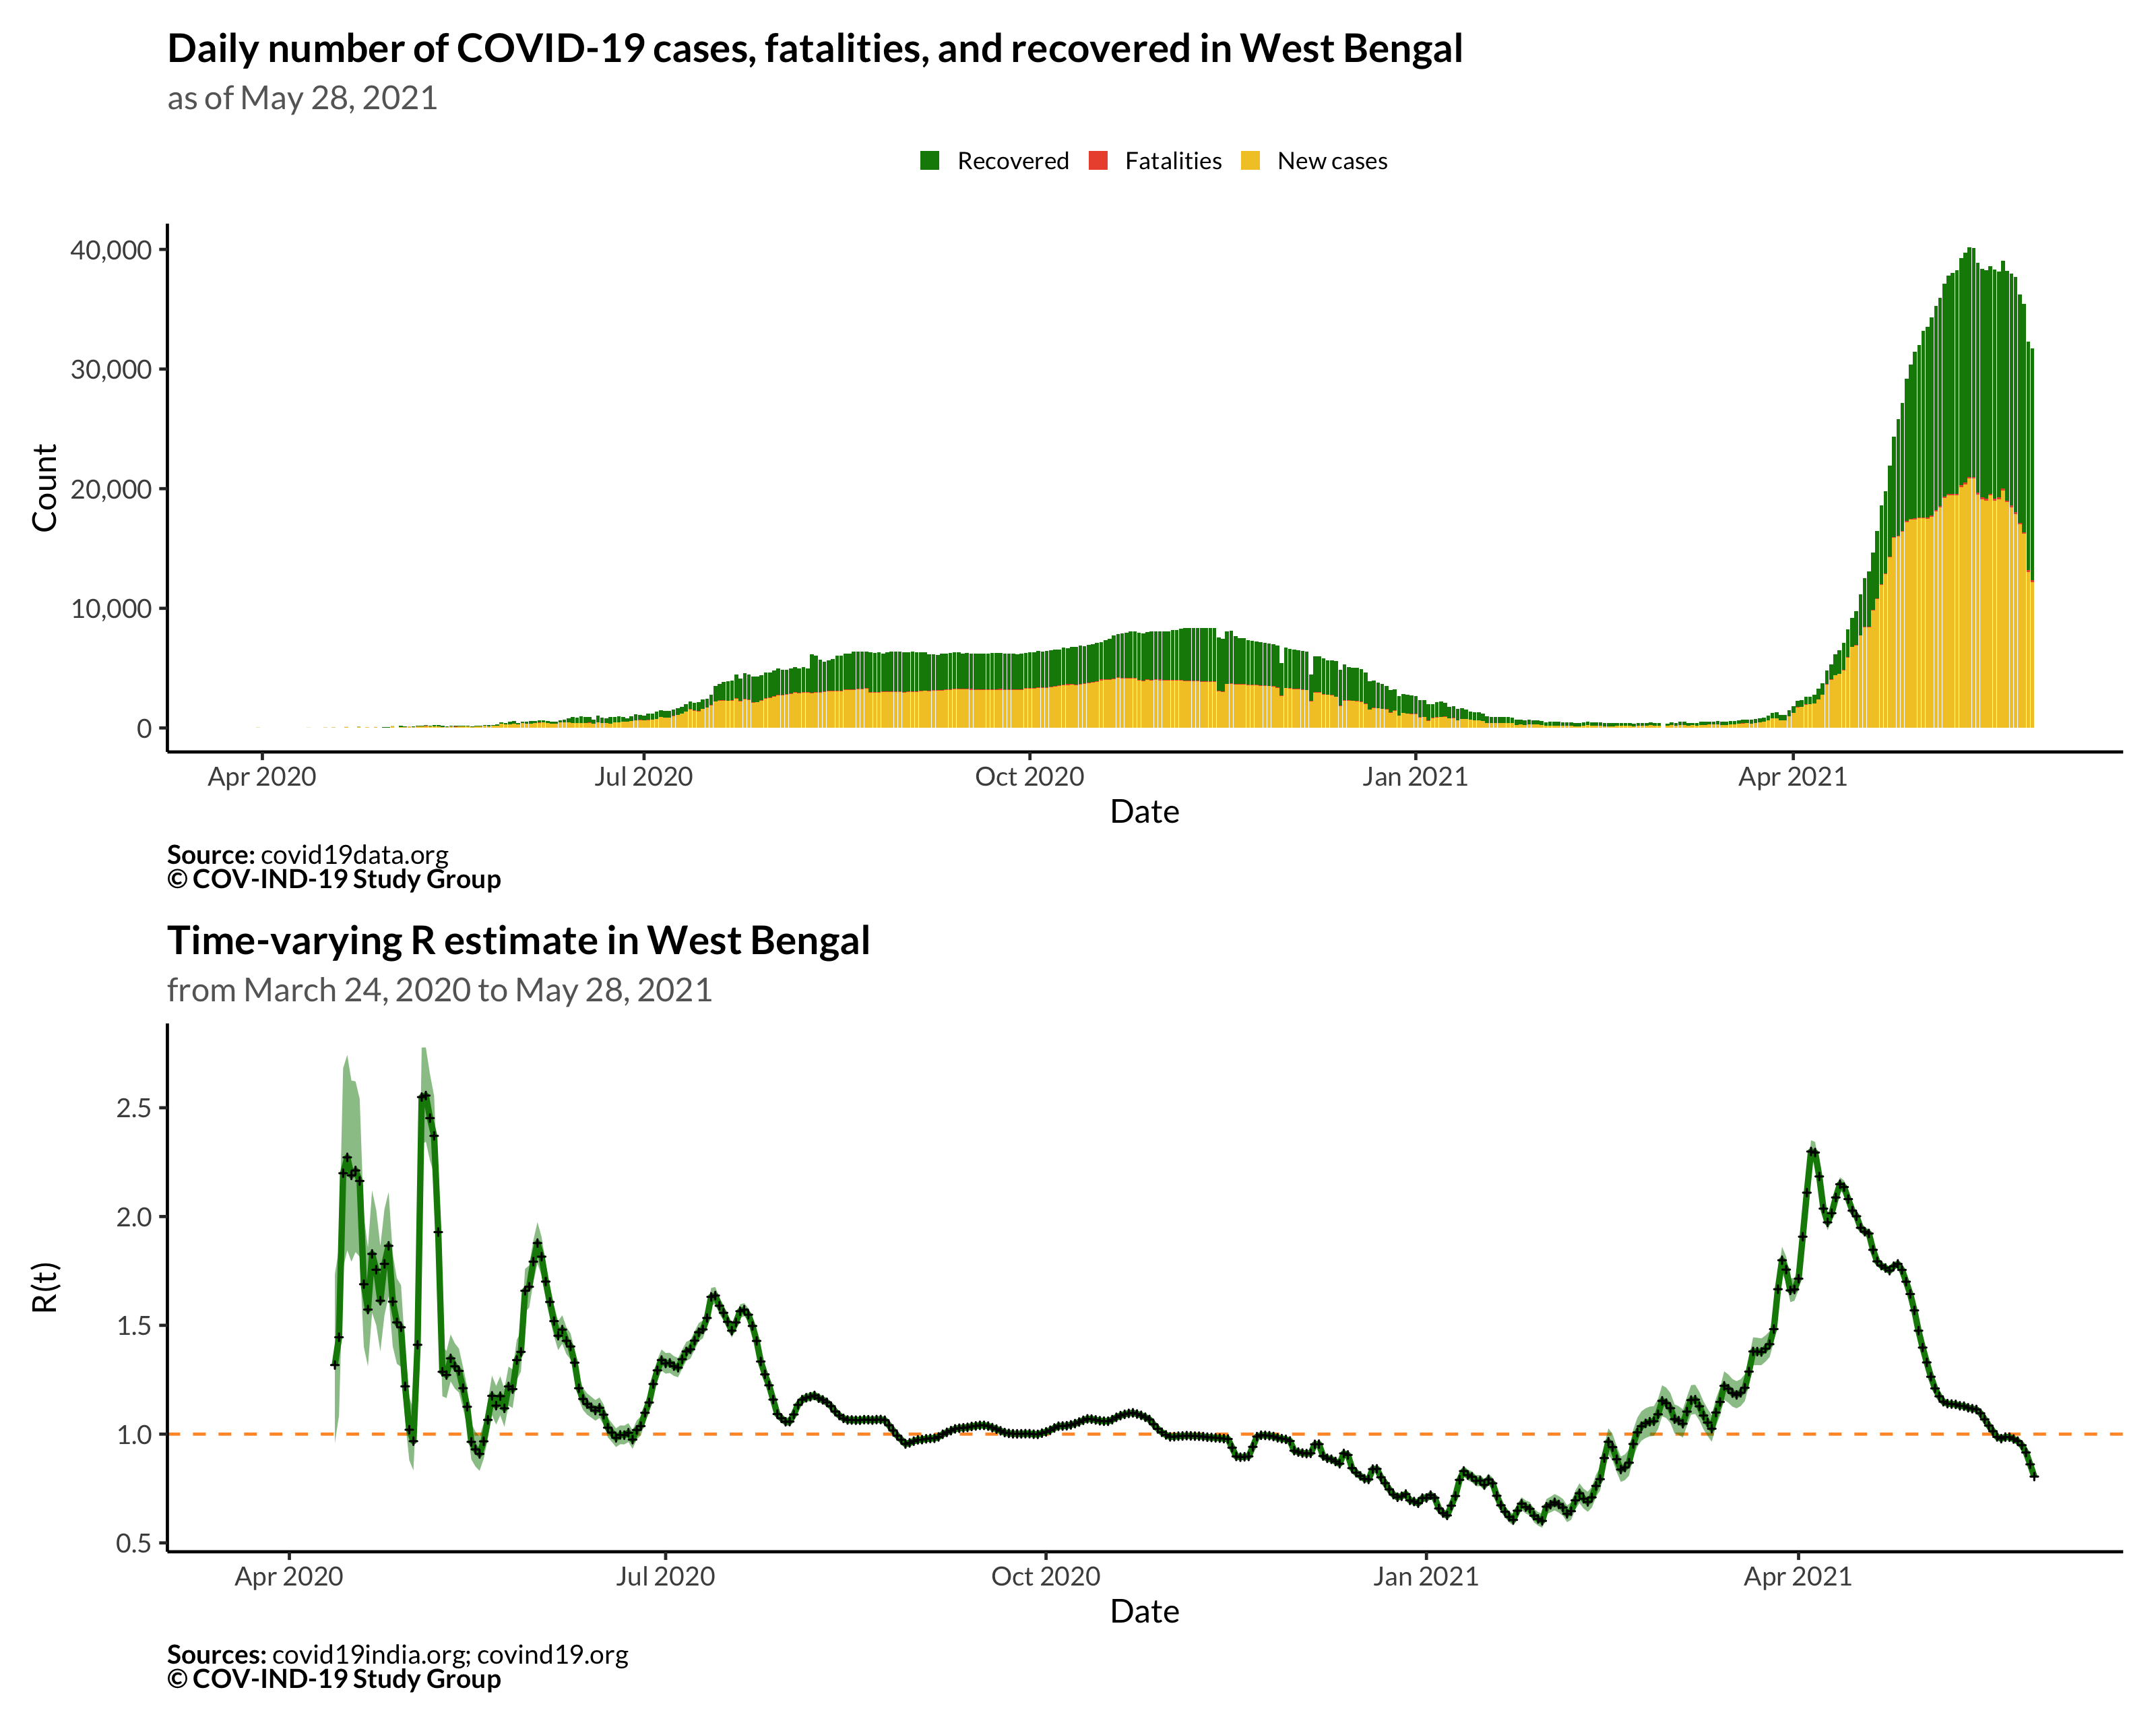 Daily number of COVID-19 cases, fatalities, and recovered in West Bengal
as of May 28, 2021
Recovered Fatalities New cases
40,000
30,000
20,000
10,000
0
Count
Apr 2020 Jul 2020 Oct 2020 Jan 2021 Apr 2021
Date
Source: covid19data.org
© COV-IND-19 Study Group
Time-varying R estimate in West Bengal
from March 24, 2020 to May 28, 2021
2.5
2.0
1.5
1.0
0.5
R(t)
Apr 2020 Jul 2020 Oct 2020 Jan 2021 Apr 2021
Date
Sources: covid19india.org; covind19.org
© COV-IND-19 Study Group